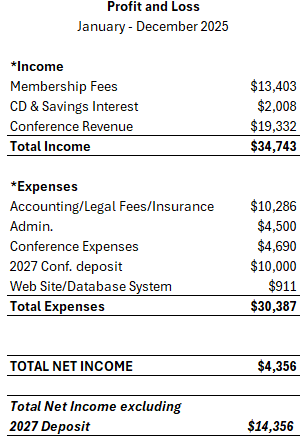 Profit and Loss
January - December 2025
*Income
Membership Fees $13,403
CD & Savings Interest $2,008
Conference Revenue $19,332
Total Income $34,743
*Expenses
Accounting/Legal Fees/Insurance $10,286
Admin. $4,500
Conference Expenses $4,690
2027 Conf. deposit $10,000
Web Site/Database System $911
Total Expenses $30,387
TOTAL NET INCOME $4,356
Total Net Income excluding
2027 Deposit $14,356